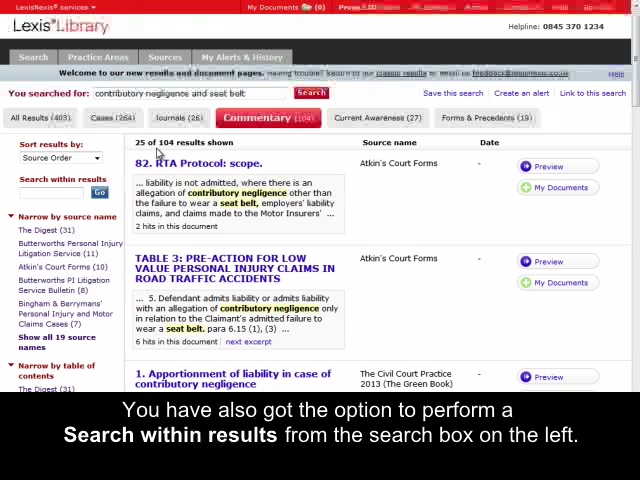 LexisNexis® services
My Documents (0)
Lexis®Library
Helpline: 0845 370 1234
Search Practice Areas Sources My Alerts & History
Welcome to our new results and document pages.
Help
You searched for: contributory negligence and seat belt Search Save this search Create an alert Link to this search
All Results (403) Cases (264) Journals (26) Commentary (104) Current Awareness (27) Forms & Precedents (19)
Sort results by:
Source Order
Search within results
Go
Narrow by source name
The Digest (31)
Butterworths Personal Injury
Litigation Service (11)
Atkin's Court Forms (10)
Butterworths PI Litigation
Service Bulletin (8)
Bingham & Berrymans'
Personal Injury and Motor
Claims Cases (7)
Show all 19 source
names
Narrow by table of
contents
The Digest (31)
25 of 104 results shown Source name Date
82. RTA Protocol: scope. Atkin's Court Forms - Preview
My Documents
... liability is not admitted, where there is an
allegation of contributory negligence other than
the failure to wear a seat belt, employers' liability
claims, and claims made to the Motor Insurers' ...
2 hits in this document
TABLE 3: PRE-ACTION FOR LOW
VALUE PERSONAL INJURY CLAIMS IN
ROAD TRAFFIC ACCIDENTS
Atkin's Court Forms - Preview
My Documents
... 5. Defendant admits liability or admits liability
with an allegation of contributory negligence only
in relation to the Claimant's admitted failure to
wear a seat belt. para 6.15 (1), (3) ...
6 hits in this document next excerpt
1. Apportionment of liability in case of
contributory negligence
The Civil Court Practice
2013 (The Green Book)
- Preview
You have also got the option to perform a
Search within results from the search box on the left.